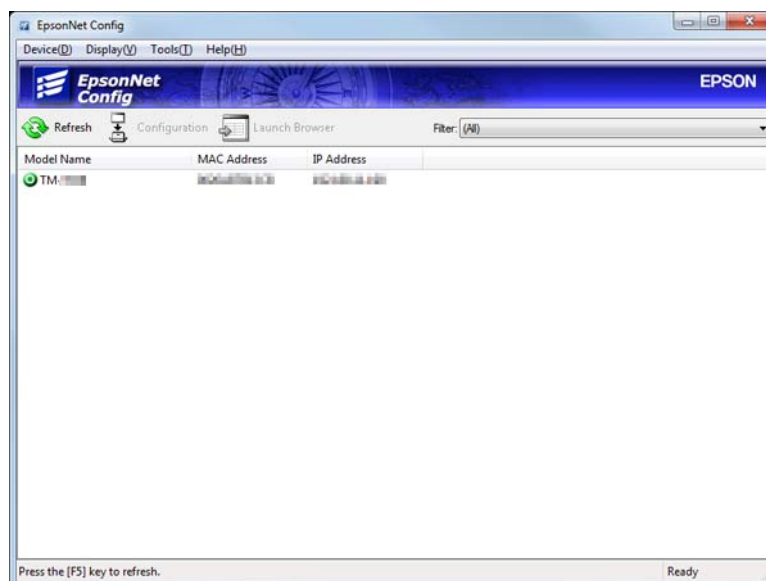 EpsonNet Config
Device(D) Display(V) Tools(T) Help(H)
EpsonNet
Config
EPSON
Refresh Configuration Launch Browser Filter: (All)
Model Name MAC Address IP Address
TM-
Press the [F5] key to refresh. Ready